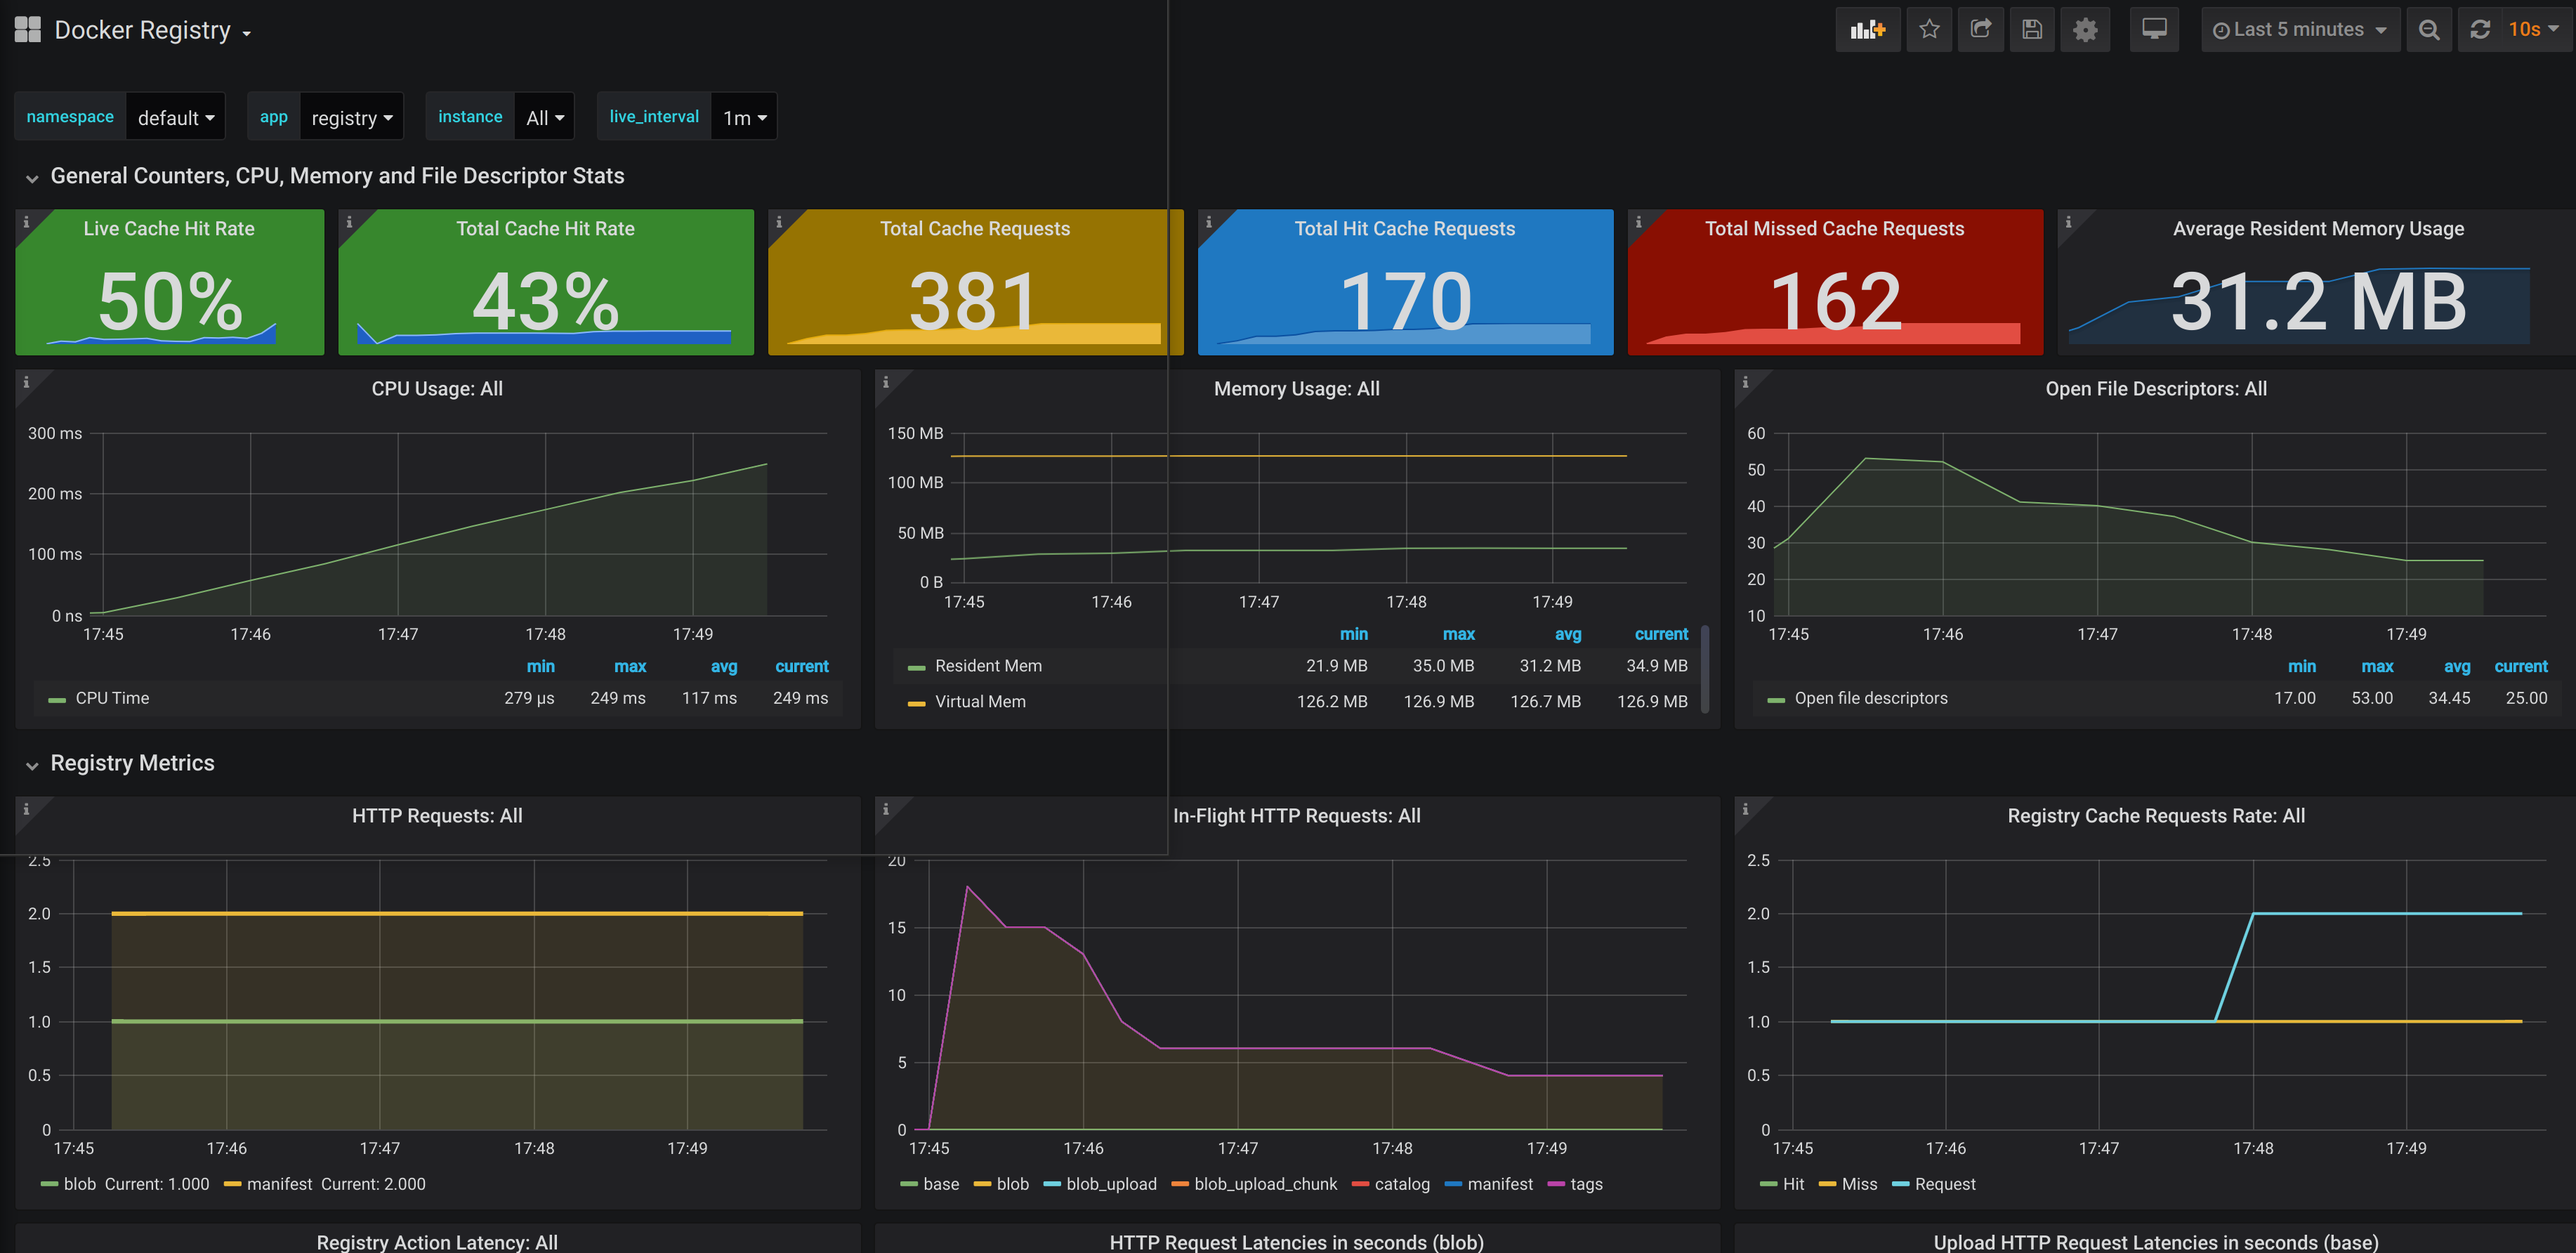 Docker Registry
Last 5 minutes 10s
namespace default app registry instance All live_interval 1m
General Counters, CPU, Memory and File Descriptor Stats
Live Cache Hit Rate
50%
Total Cache Hit Rate
43%
Total Cache Requests
381
Total Hit Cache Requests
170
Total Missed Cache Requests
162
Average Resident Memory Usage
31.2 MB
CPU Usage: All
300 ms
200 ms
100 ms
0 ns
17:45 17:46 17:47 17:48 17:49
min max avg current
CPU Time 279 µs 249 ms 117 ms 249 ms
Memory Usage: All
150 MB
100 MB
50 MB
0 B
17:45 17:46 17:47 17:48 17:49
min max avg current
Resident Mem 21.9 MB 35.0 MB 31.2 MB 34.9 MB
Virtual Mem 126.2 MB 126.9 MB 126.7 MB 126.9 MB
Open File Descriptors: All
60
50
40
30
20
10
17:45 17:46 17:47 17:48 17:49
min max avg current
Open file descriptors 17.00 53.00 34.45 25.00
Registry Metrics
HTTP Requests: All
2.5
2.0
1.5
1.0
0.5
0
17:45 17:46 17:47 17:48 17:49
blob Current: 1.000 manifest Current: 2.000
In-Flight HTTP Requests: All
20
15
10
5
0
17:45 17:46 17:47 17:48 17:49
base blob blob_upload blob_upload_chunk catalog manifest tags
Registry Cache Requests Rate: All
2.5
2.0
1.5
1.0
0.5
0
17:45 17:46 17:47 17:48 17:49
Hit Miss Request
Registry Action Latency: All
HTTP Request Latencies in seconds (blob)
Upload HTTP Request Latencies in seconds (base)